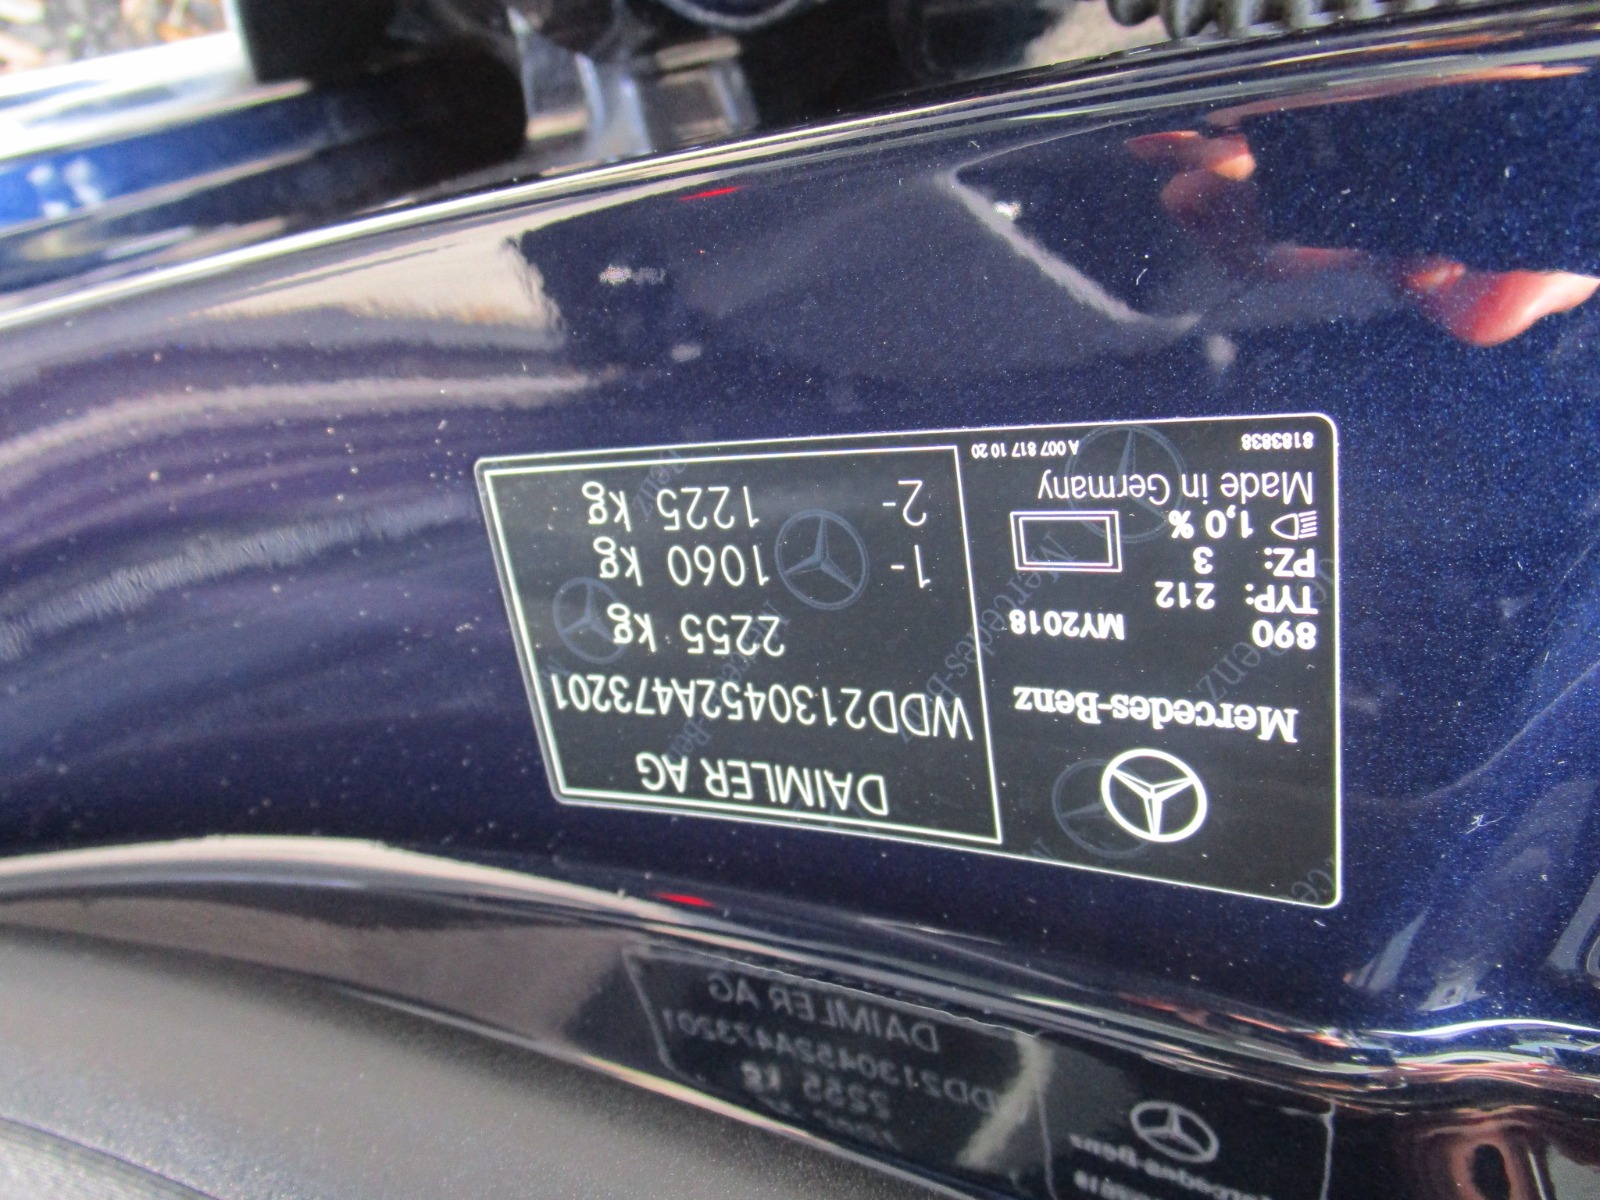 DAIMLER AG
WDD2130452A473201
2255 kg
1- 1060 kg
2- 1225 kg
Mercedes-Benz
890 MY2018
TYP: 212
PZ: 3
1,0 %
Made in Germany
8183838 A 007 817 10 20